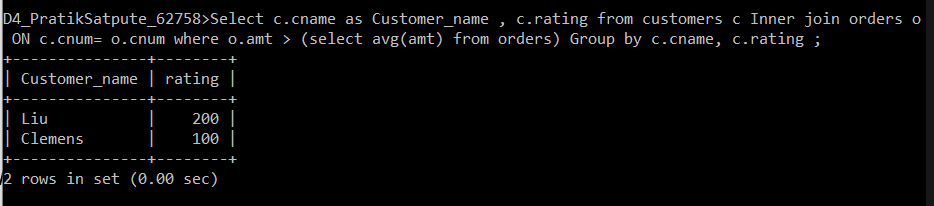 D4_PratikSatpute_62758>Select c.cname as Customer_name , c.rating from customers c Inner join orders o
ON c.cnum= o.cnum where o.amt > (select avg(amt) from orders) Group by c.cname, c.rating ;
+---------------+--------+
| Customer_name | rating |
+---------------+--------+
| Liu           |    200 |
| Clemens       |    100 |
+---------------+--------+
2 rows in set (0.00 sec)